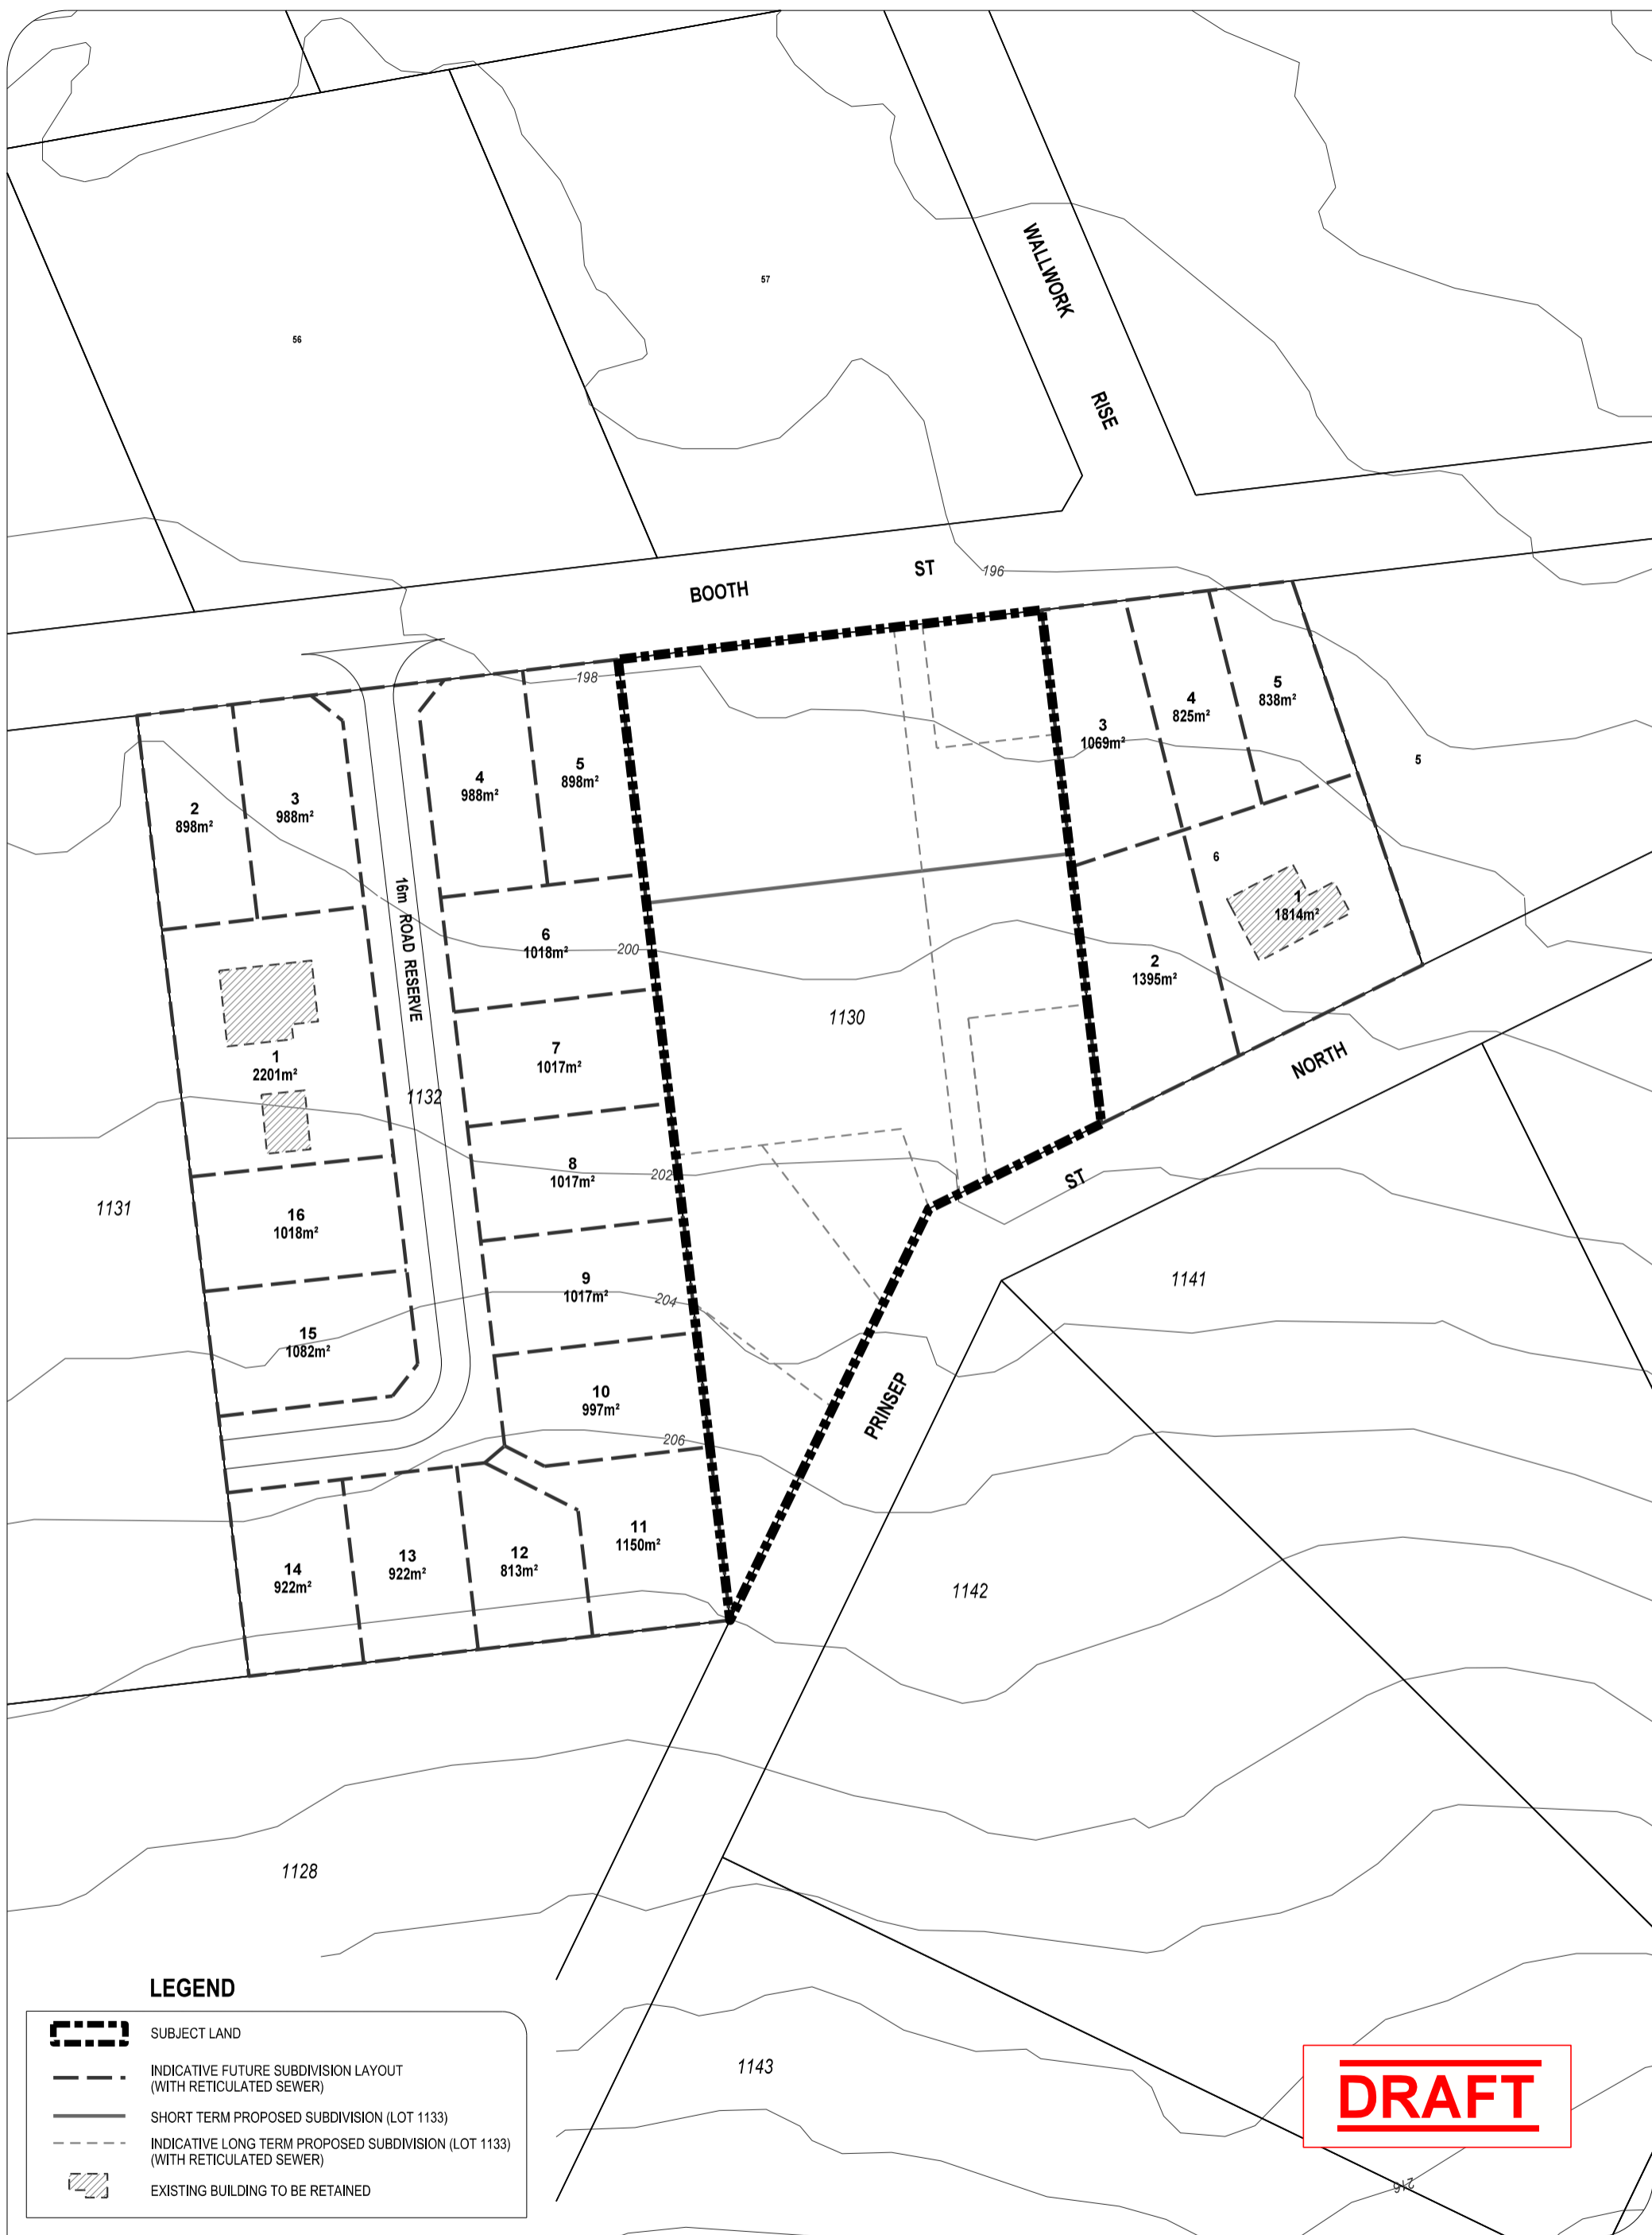 WALLWORK
RISE
57
56
BOOTH
ST
196
198
2
898m²
3
988m²
4
988m²
5
898m²
3
1069m²
4
825m²
5
838m²
5
6
1
1814m²
2
1395m²
16m ROAD RESERVE
6
1018m²
200
1130
7
1017m²
1
2201m²
1132
NORTH
ST
8
1017m²
202
1131
16
1018m²
9
1017m²
204
1141
15
1082m²
PRINSEP
10
997m²
206
11
1150m²
12
813m²
13
922m²
14
922m²
1142
1128
1143
216
LEGEND
SUBJECT LAND
INDICATIVE FUTURE SUBDIVISION LAYOUT
(WITH RETICULATED SEWER)
SHORT TERM PROPOSED SUBDIVISION (LOT 1133)
INDICATIVE LONG TERM PROPOSED SUBDIVISION (LOT 1133)
(WITH RETICULATED SEWER)
EXISTING BUILDING TO BE RETAINED
DRAFT